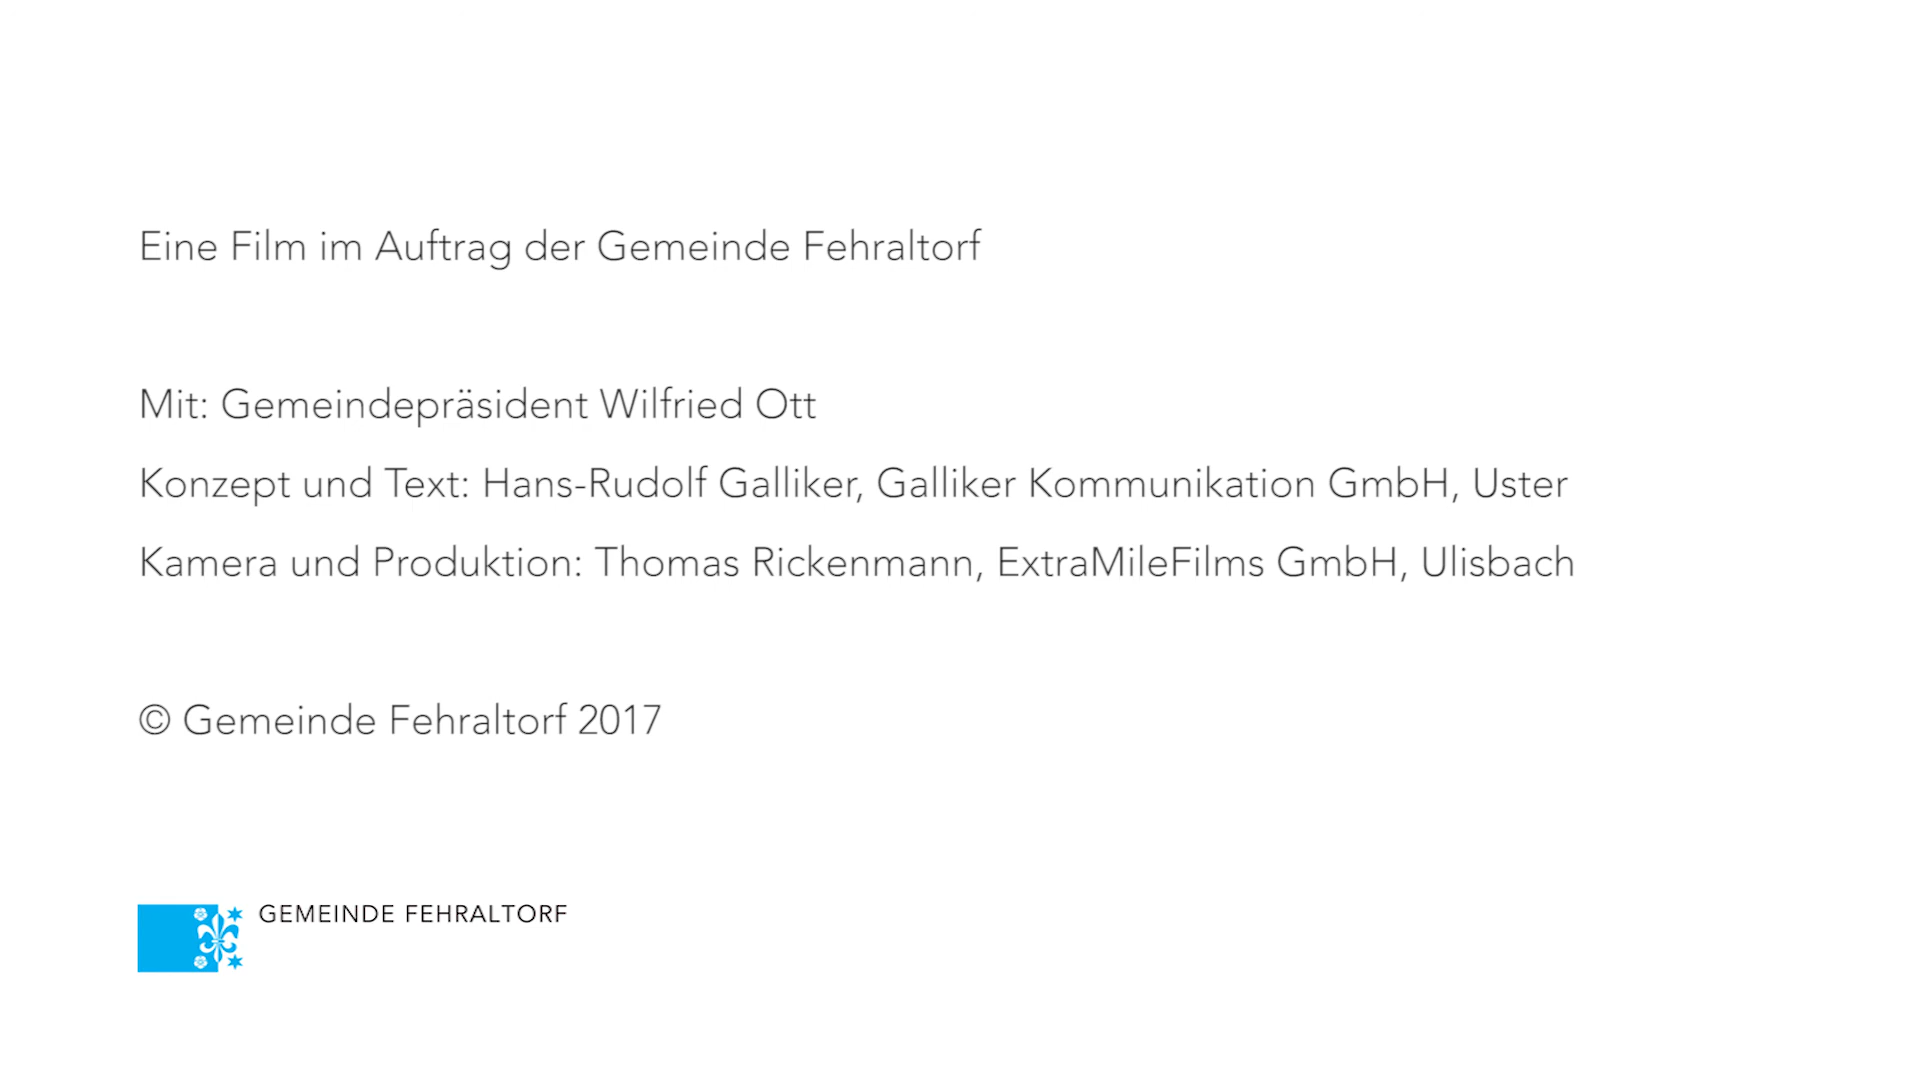 Eine Film im Auftrag der Gemeinde Fehraltorf
Mit: Gemeindepräsident Wilfried Ott
Konzept und Text: Hans-Rudolf Galliker, Galliker Kommunikation GmbH, Uster
Kamera und Produktion: Thomas Rickenmann, ExtraMileFilms GmbH, Ulisbach
© Gemeinde Fehraltorf 2017
GEMEINDE FEHRALTORF